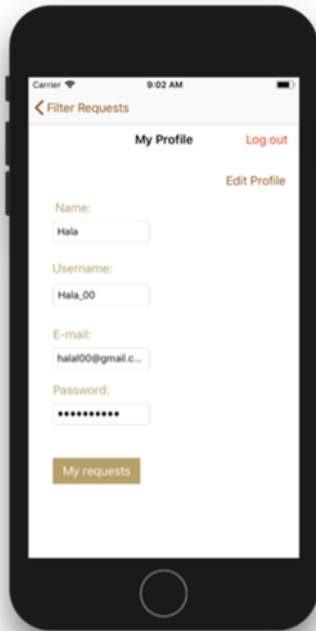 Carrier 9:02 AM
Filter Requests
My Profile Log out
Edit Profile
Name:
Hala
Username:
Hala_00
E-mail:
halal00@gmail.c...
Password:
••••••••••
My requests